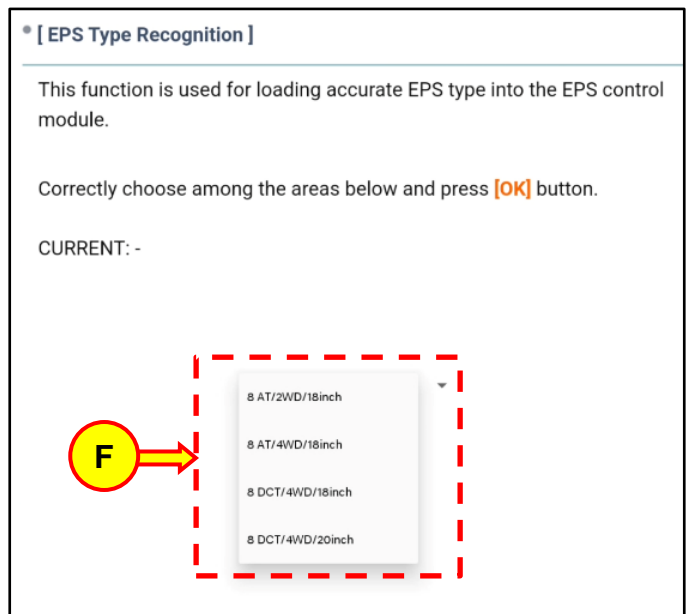 [ EPS Type Recognition ]
This function is used for loading accurate EPS type into the EPS control
module.
Correctly choose among the areas below and press [OK] button.
CURRENT: -
8 AT/2WD/18inch
8 AT/4WD/18inch
F
8 DCT/4WD/18inch
8 DCT/4WD/20inch